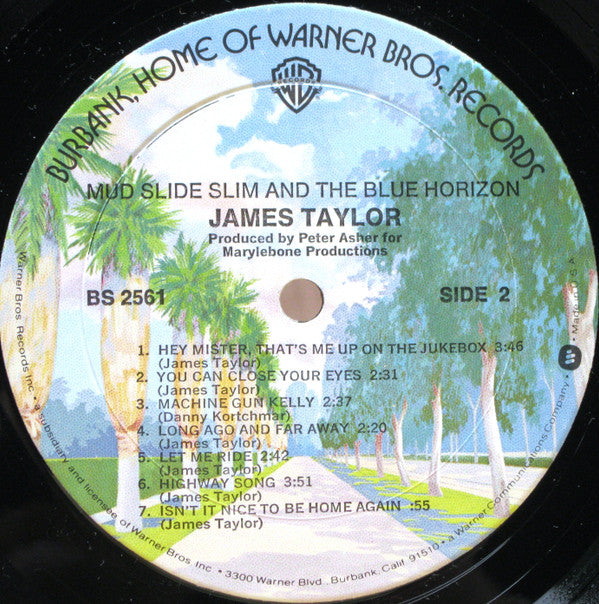 BURBANK, HOME OF WARNER BROS. RECORDS
WB
RECORDS
MUD SLIDE SLIM AND THE BLUE HORIZON
JAMES TAYLOR
Produced by Peter Asher for
Marylebone Productions
BS 2561
SIDE 2
1. HEY MISTER, THAT'S ME UP ON THE JUKEBOX 3:46
(James Taylor)
2. YOU CAN CLOSE YOUR EYES 2:31
(James Taylor)
3. MACHINE GUN KELLY 2:37
(Danny Kortchmar)
4. LONG AGO AND FAR AWAY 2:20
(James Taylor)
5. LET ME RIDE 2:42
(James Taylor)
6. HIGHWAY SONG 3:51
(James Taylor)
7. ISN'T IT NICE TO BE HOME AGAIN :55
(James Taylor)
Warner Bros. Records Inc. • a subsidiary and licensee of Warner Bros. Inc. • 3300 Warner Blvd., Burbank, Calif. 91510 • a Warner Communications Company • Made in U.S.A.